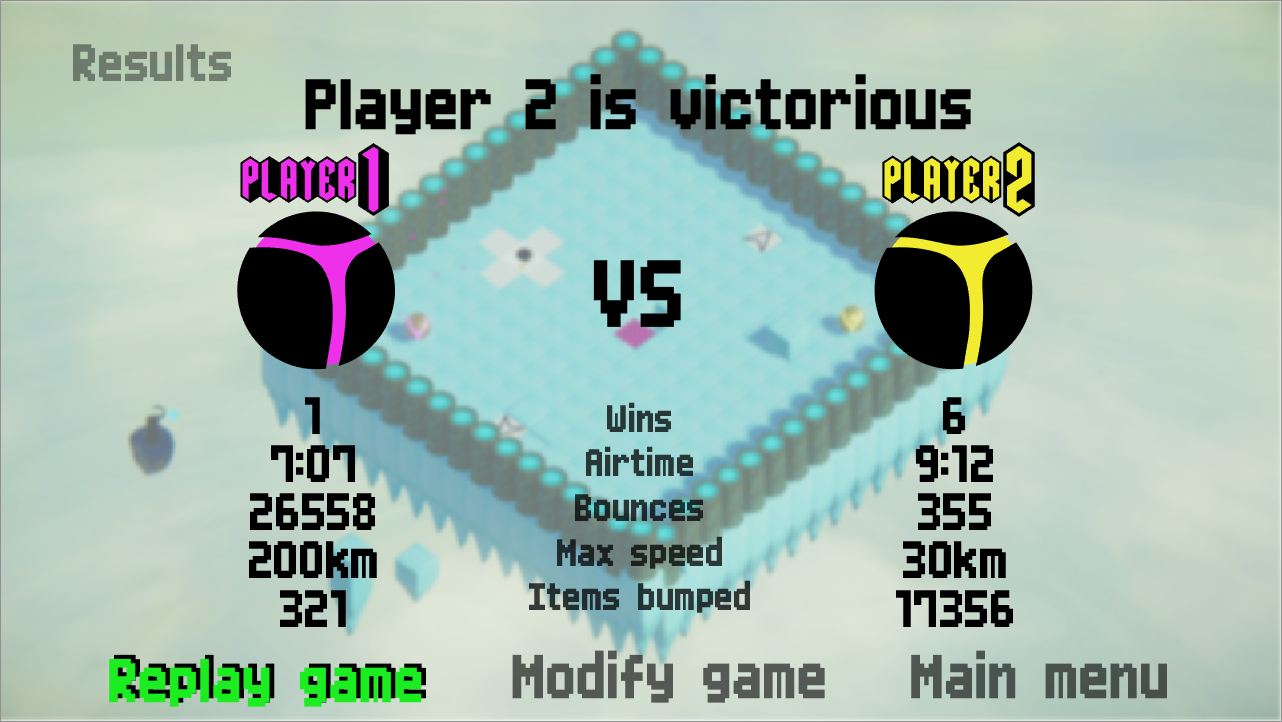 Results
Player 2 is victorious
PLAYER 1
PLAYER 2
VS
1 Wins 6
7:07 Airtime 9:12
26558 Bounces 355
200km Max speed 30km
321 Items bumped 17356
Replay game Modify game Main menu